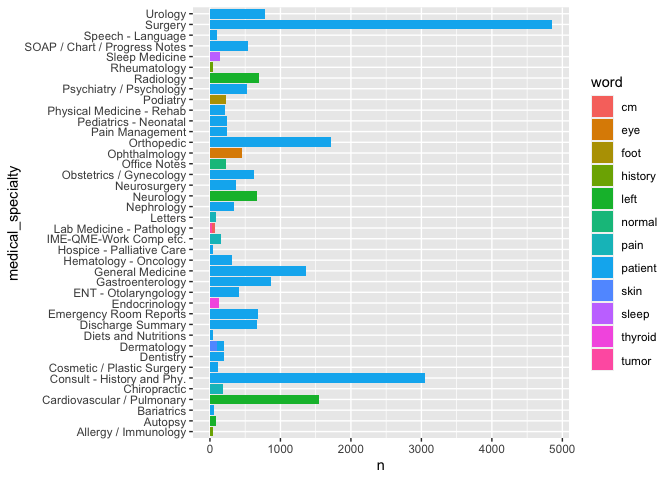 Urology
Surgery
Speech - Language
SOAP / Chart / Progress Notes
Sleep Medicine
Rheumatology
Radiology
Psychiatry / Psychology
Podiatry
Physical Medicine - Rehab
Pediatrics - Neonatal
Pain Management
Orthopedic
Ophthalmology
Office Notes
Obstetrics / Gynecology
Neurosurgery
Neurology
Nephrology
Letters
Lab Medicine - Pathology
IME-QME-Work Comp etc.
Hospice - Palliative Care
Hematology - Oncology
General Medicine
Gastroenterology
ENT - Otolaryngology
Endocrinology
Emergency Room Reports
Discharge Summary
Diets and Nutritions
Dermatology
Dentistry
Cosmetic / Plastic Surgery
Consult - History and Phy.
Chiropractic
Cardiovascular / Pulmonary
Bariatrics
Autopsy
Allergy / Immunology
medical_specialty
0 1000 2000 3000 4000 5000
n
word
cm
eye
foot
history
left
normal
pain
patient
skin
sleep
thyroid
tumor